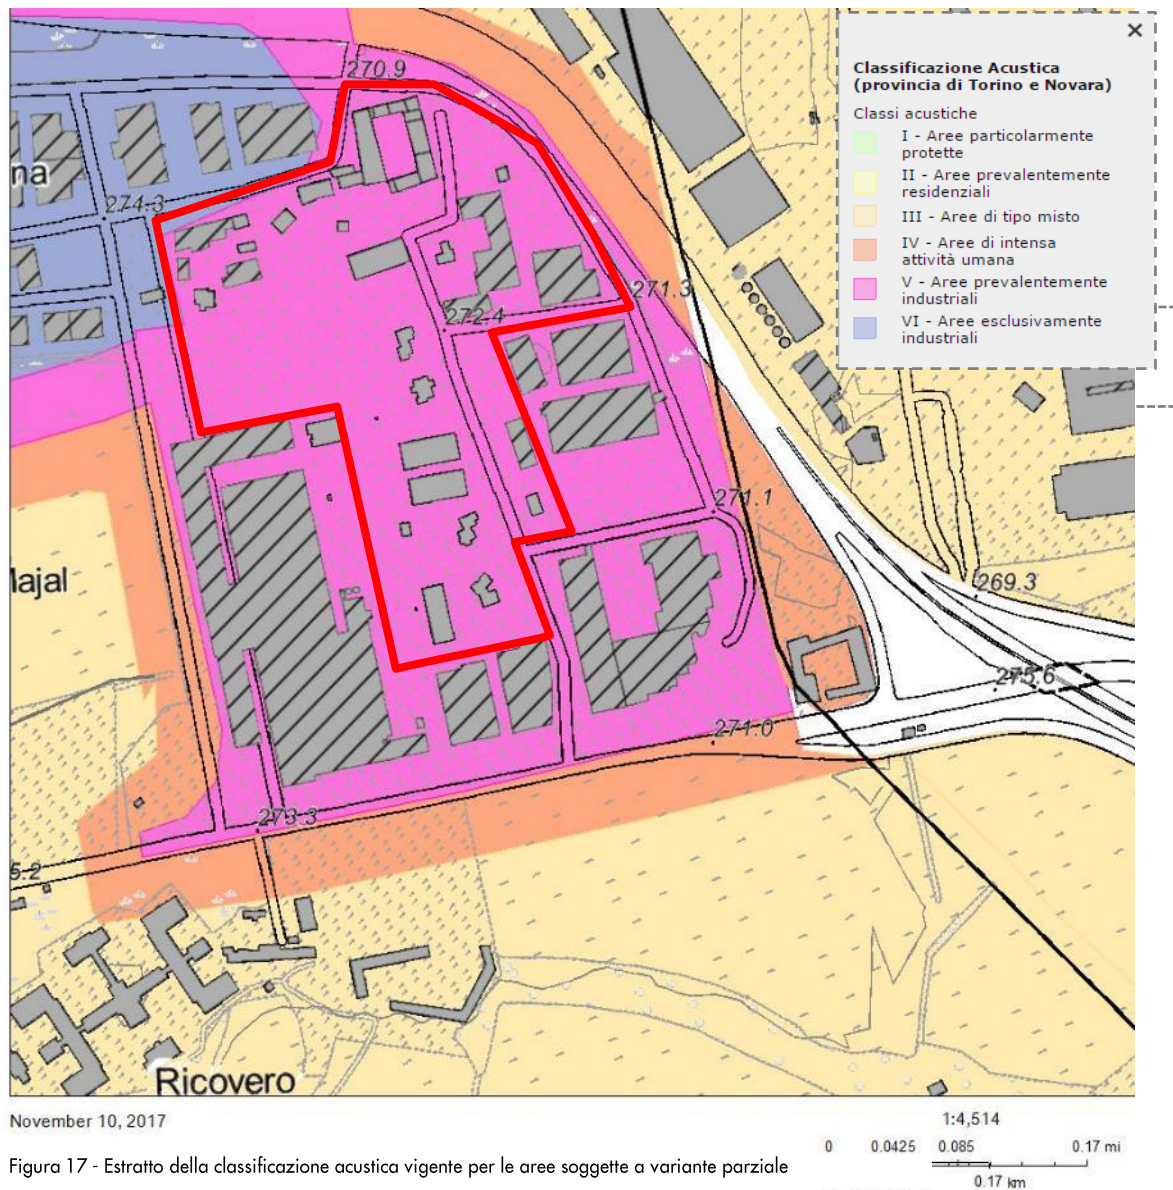 ×
Classificazione Acustica
(provincia di Torino e Novara)
Classi acustiche
I - Aree particolarmente
protette
II - Aree prevalentemente
residenziali
III - Aree di tipo misto
IV - Aree di intensa
attività umana
V - Aree prevalentemente
industriali
VI - Aree esclusivamente
industriali
270.9
na
274.3
271.3
272.4
271.1
Majal
269.3
275.6
271.0
273.3
5.2
Ricovero
November 10, 2017
1:4,514
0 0.0425 0.085 0.17 mi
0.17 km
Figura 17 - Estratto della classificazione acustica vigente per le aree soggette a variante parziale